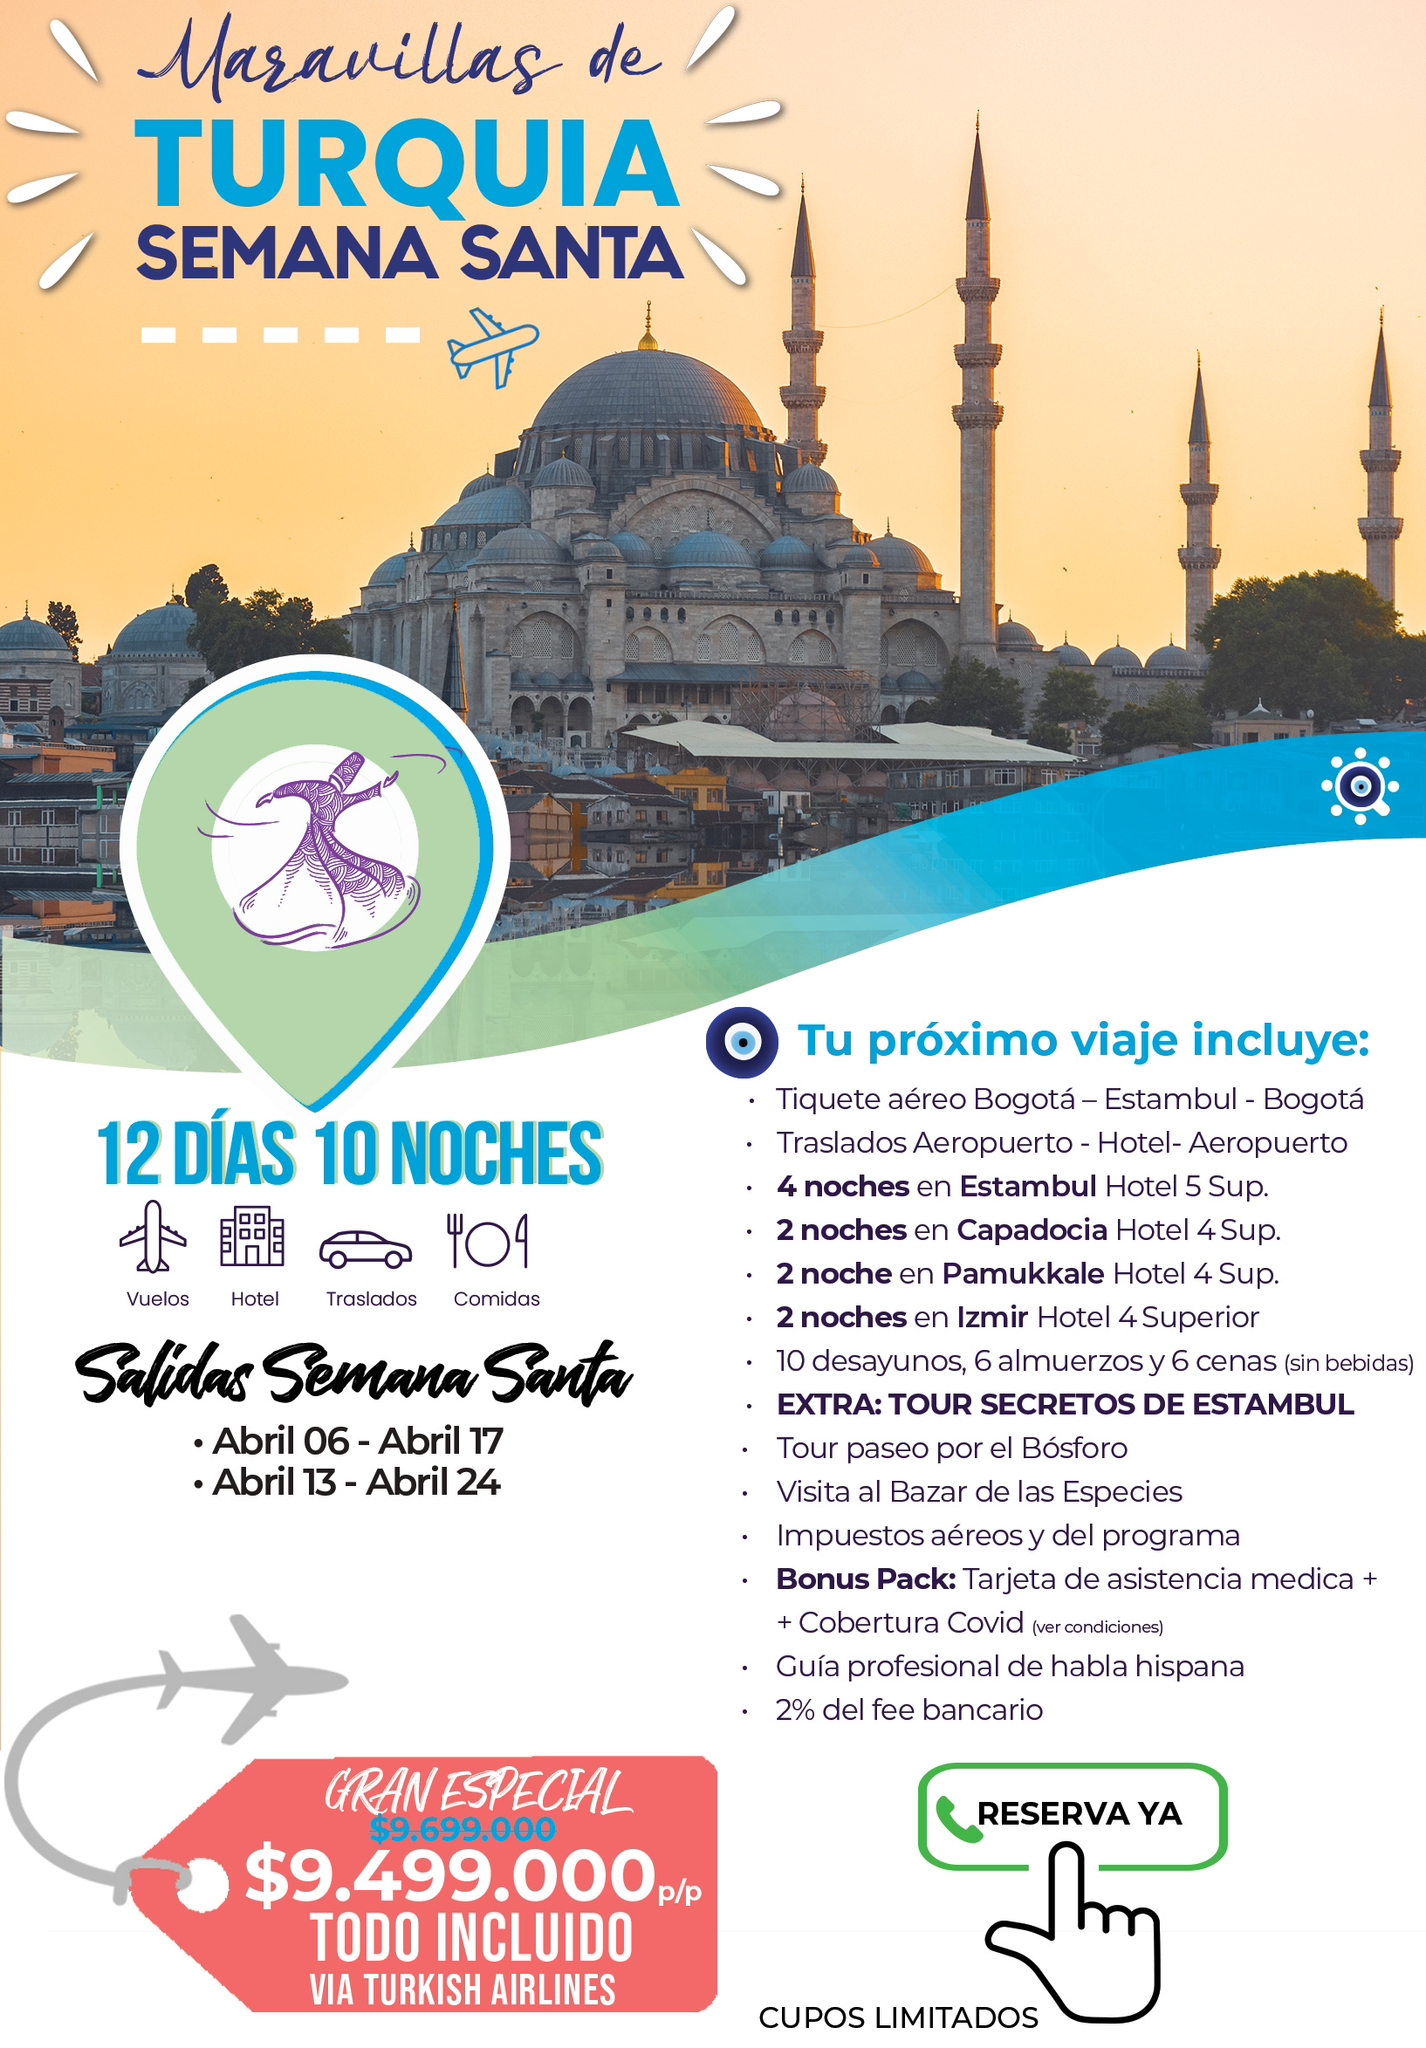 Maravillas de
TURQUIA
SEMANA SANTA
12 DÍAS 10 NOCHES
Vuelos Hotel Traslados Comidas
Salidas Semana Santa
• Abril 06 - Abril 17
• Abril 13 - Abril 24
Tu próximo viaje incluye:
• Tiquete aéreo Bogotá – Estambul - Bogotá
• Traslados Aeropuerto - Hotel- Aeropuerto
• 4 noches en Estambul Hotel 5 Sup.
• 2 noches en Capadocia Hotel 4 Sup.
• 2 noche en Pamukkale Hotel 4 Sup.
• 2 noches en Izmir Hotel 4 Superior
• 10 desayunos, 6 almuerzos y 6 cenas (sin bebidas)
• EXTRA: TOUR SECRETOS DE ESTAMBUL
• Tour paseo por el Bósforo
• Visita al Bazar de las Especies
• Impuestos aéreos y del programa
• Bonus Pack: Tarjeta de asistencia medica +
+ Cobertura Covid (ver condiciones)
• Guía profesional de habla hispana
• 2% del fee bancario
GRAN ESPECIAL
$9.699.000
$9.499.000 p/p
TODO INCLUIDO
VIA TURKISH AIRLINES
RESERVA YA
CUPOS LIMITADOS